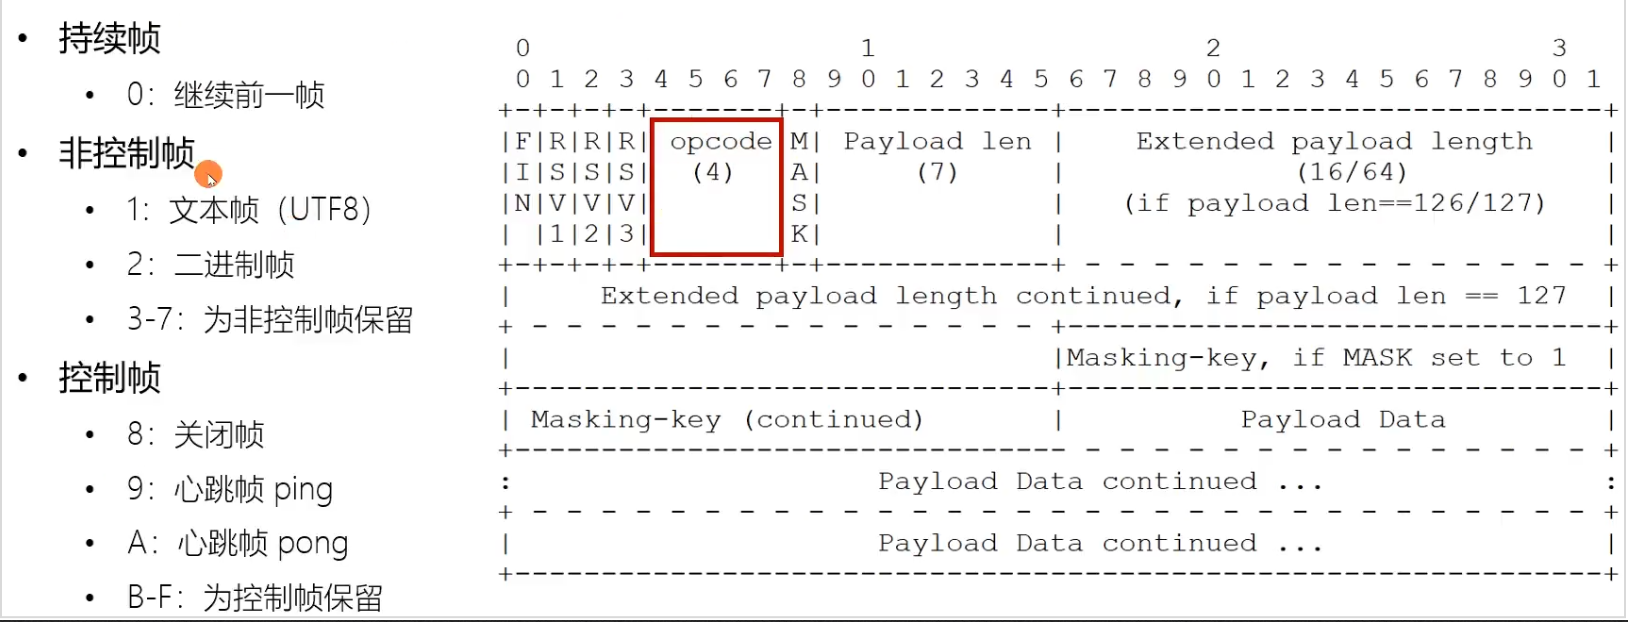 • 持续帧
• 0：继续前一帧
• 非控制帧
• 1：文本帧（UTF8）
• 2：二进制帧
• 3-7：为非控制帧保留
• 控制帧
• 8：关闭帧
• 9：心跳帧 ping
• A：心跳帧 pong
• B-F：为控制帧保留
 0                   1                   2                   3
 0 1 2 3 4 5 6 7 8 9 0 1 2 3 4 5 6 7 8 9 0 1 2 3 4 5 6 7 8 9 0 1
+-+-+-+-+-------+-+-------------+-------------------------------+
|F|R|R|R| opcode|M| Payload len |    Extended payload length    |
|I|S|S|S|  (4)  |A|     (7)     |             (16/64)           |
|N|V|V|V|       |S|             |   (if payload len==126/127)   |
| |1|2|3|       |K|             |                               |
+-+-+-+-+-------+-+-------------+ - - - - - - - - - - - - - - - +
|     Extended payload length continued, if payload len == 127  |
+ - - - - - - - - - - - - - - - +-------------------------------+
|                               |Masking-key, if MASK set to 1  |
+-------------------------------+-------------------------------+
| Masking-key (continued)       |          Payload Data         |
+-------------------------------- - - - - - - - - - - - - - - - +
:                     Payload Data continued ...                :
+ - - - - - - - - - - - - - - - - - - - - - - - - - - - - - - - +
|                     Payload Data continued ...                |
+---------------------------------------------------------------+